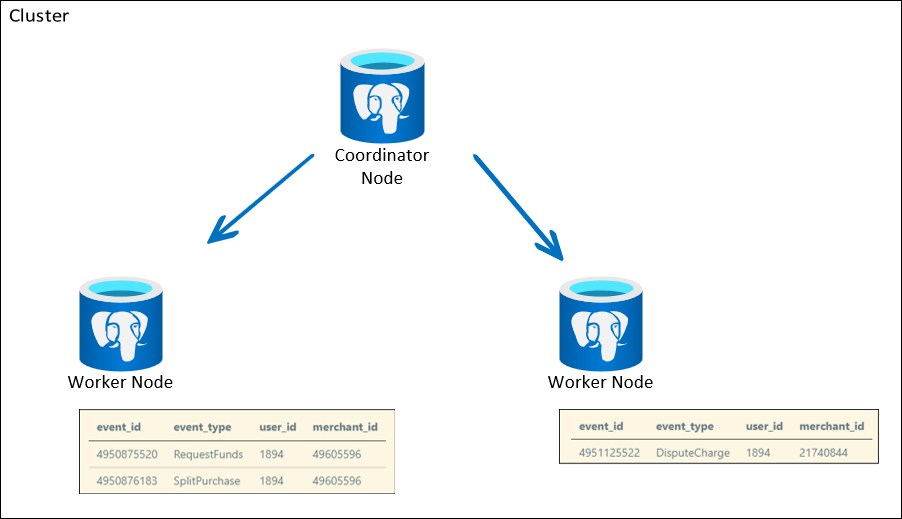 Cluster
Coordinator
Node
Worker Node
event_id event_type user_id merchant_id
4950875520 RequestFunds 1894 49605596
4950876183 SplitPurchase 1894 49605596
Worker Node
event_id event_type user_id merchant_id
4951125522 DisputeCharge 1894 21740844